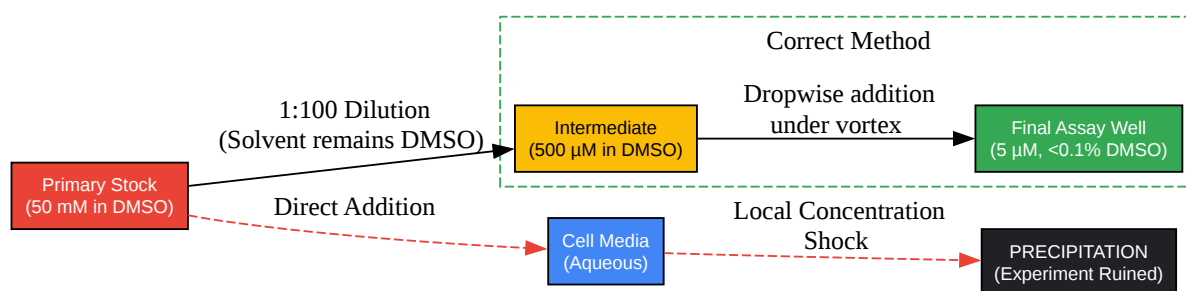 Correct Method
1:100 Dilution
(Solvent remains DMSO)
Intermediate
(500 µM in DMSO)
Dropwise addition
under vortex
Final Assay Well
(5 µM, <0.1% DMSO)
Primary Stock
(50 mM in DMSO)
Direct Addition
Cell Media
(Aqueous)
Local Concentration
Shock
PRECIPITATION
(Experiment Ruined)